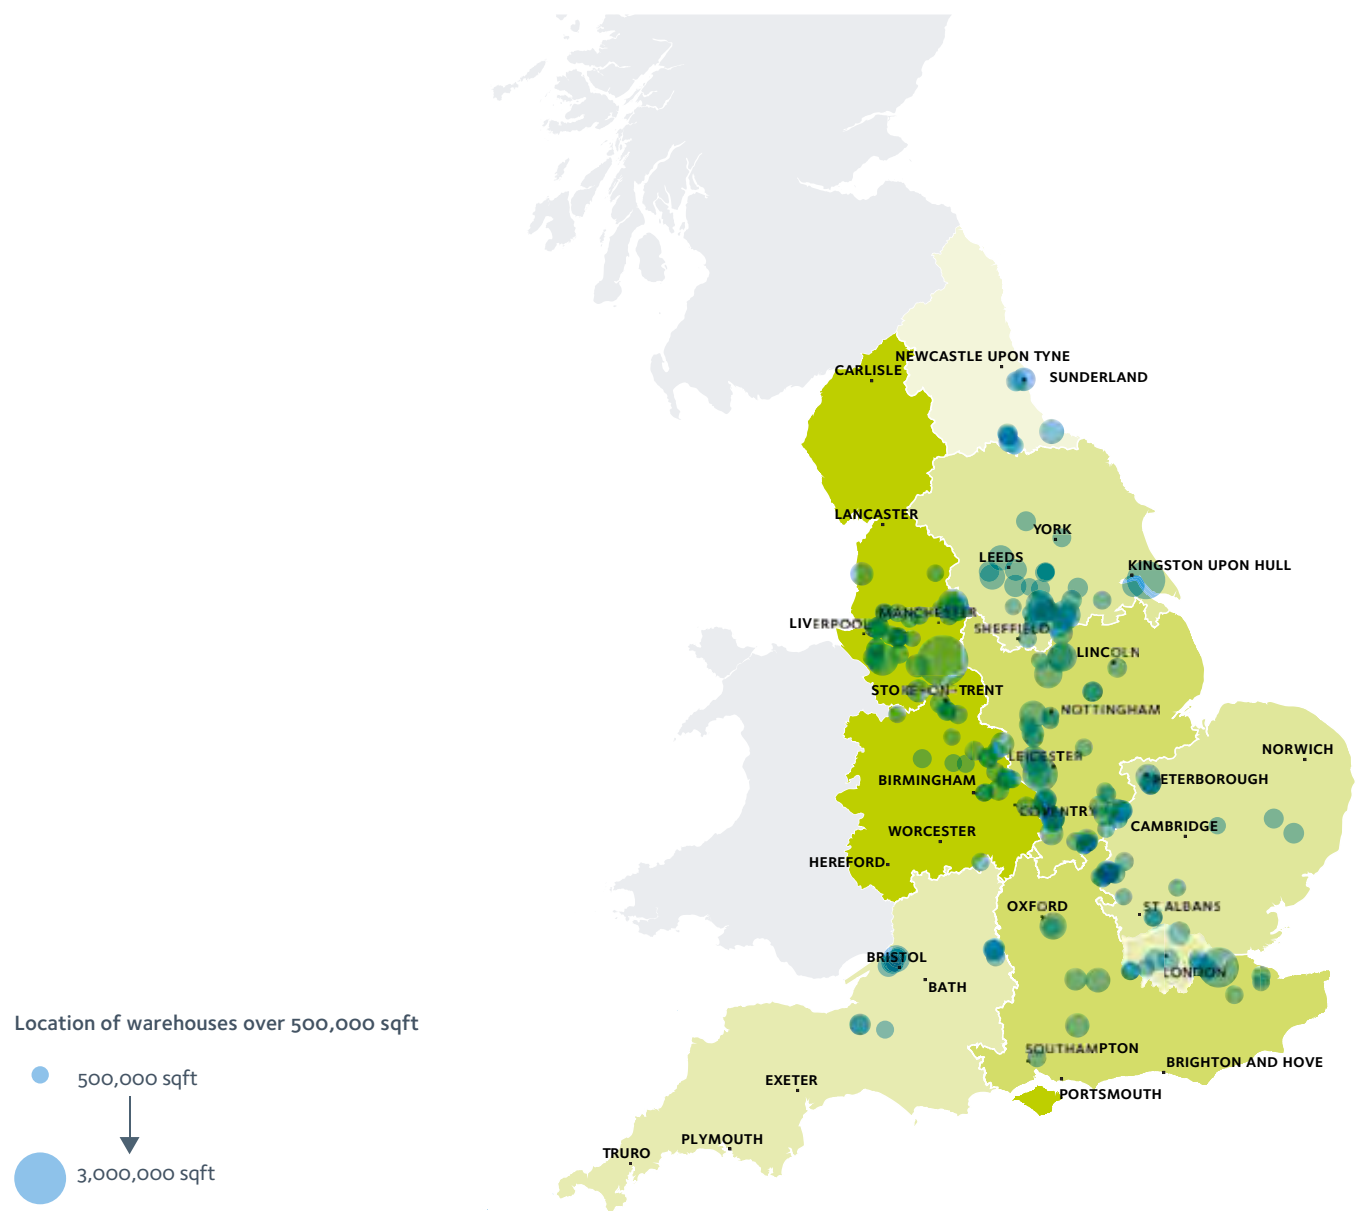 NEWCASTLE UPON TYNE
CARLISLE
SUNDERLAND
LANCASTER
YORK
LEEDS
KINGSTON UPON HULL
MANCHESTER
LIVERPOOL
SHEFFIELD
LINCOLN
STOKE-ON-TRENT
NOTTINGHAM
NORWICH
LEICESTER
BIRMINGHAM
PETERBOROUGH
COVENTRY
CAMBRIDGE
WORCESTER
HEREFORD
OXFORD
ST ALBANS
BRISTOL
LONDON
BATH
Location of warehouses over 500,000 sqft
500,000 sqft
3,000,000 sqft
SOUTHAMPTON
BRIGHTON AND HOVE
EXETER
PORTSMOUTH
PLYMOUTH
TRURO